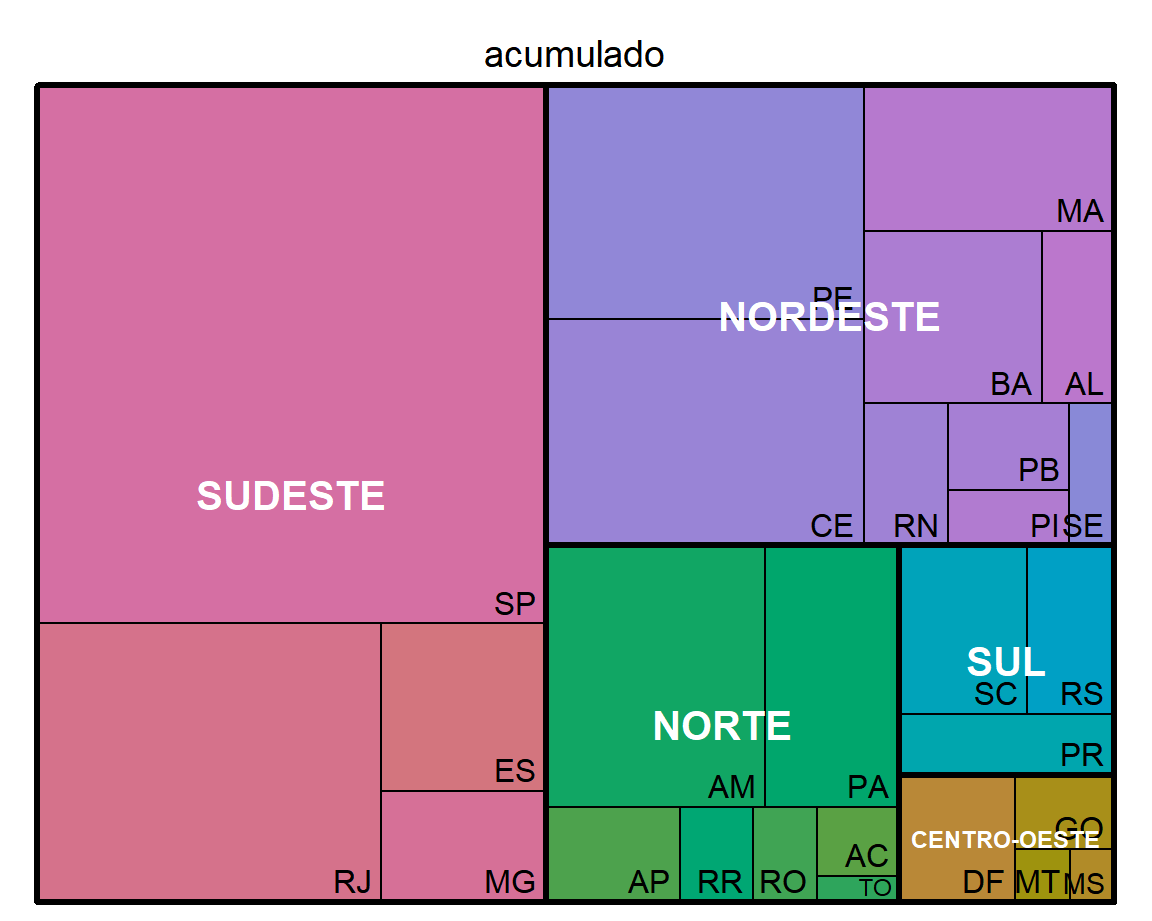 acumulado
MA
PE
NORDESTE
BA
AL
PB
SUDESTE
CE
RN
PI
SE
SP
SUL
SC
RS
NORTE
PR
ES
AM
PA
GO
CENTRO-OESTE
AC
RJ
MG
AP
RR
RO
TO
DF
MT
MS